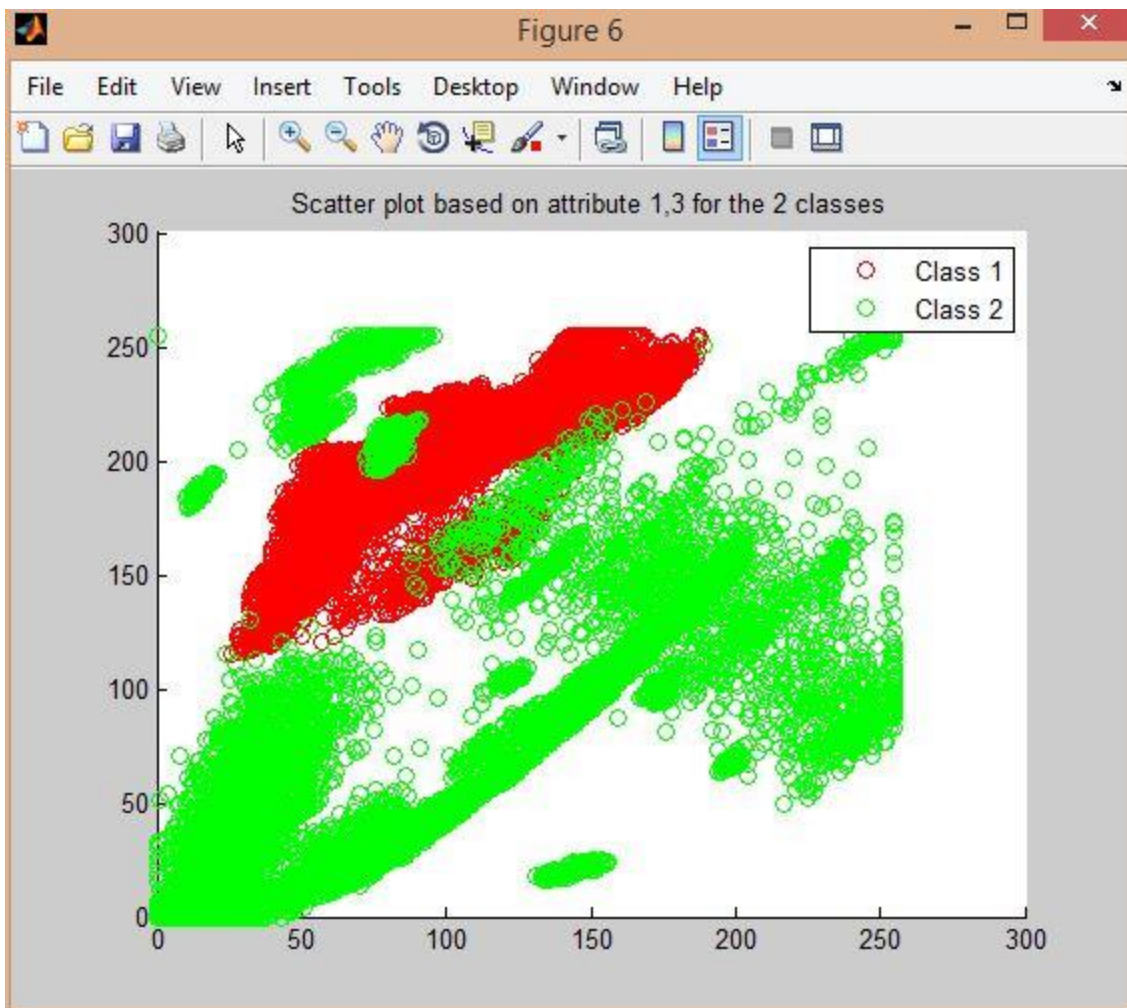 Figure 6
File Edit View Insert Tools Desktop Window Help
Scatter plot based on attribute 1,3 for the 2 classes
300
Class 1
Class 2
250
200
150
100
50
0
0 50 100 150 200 250 300